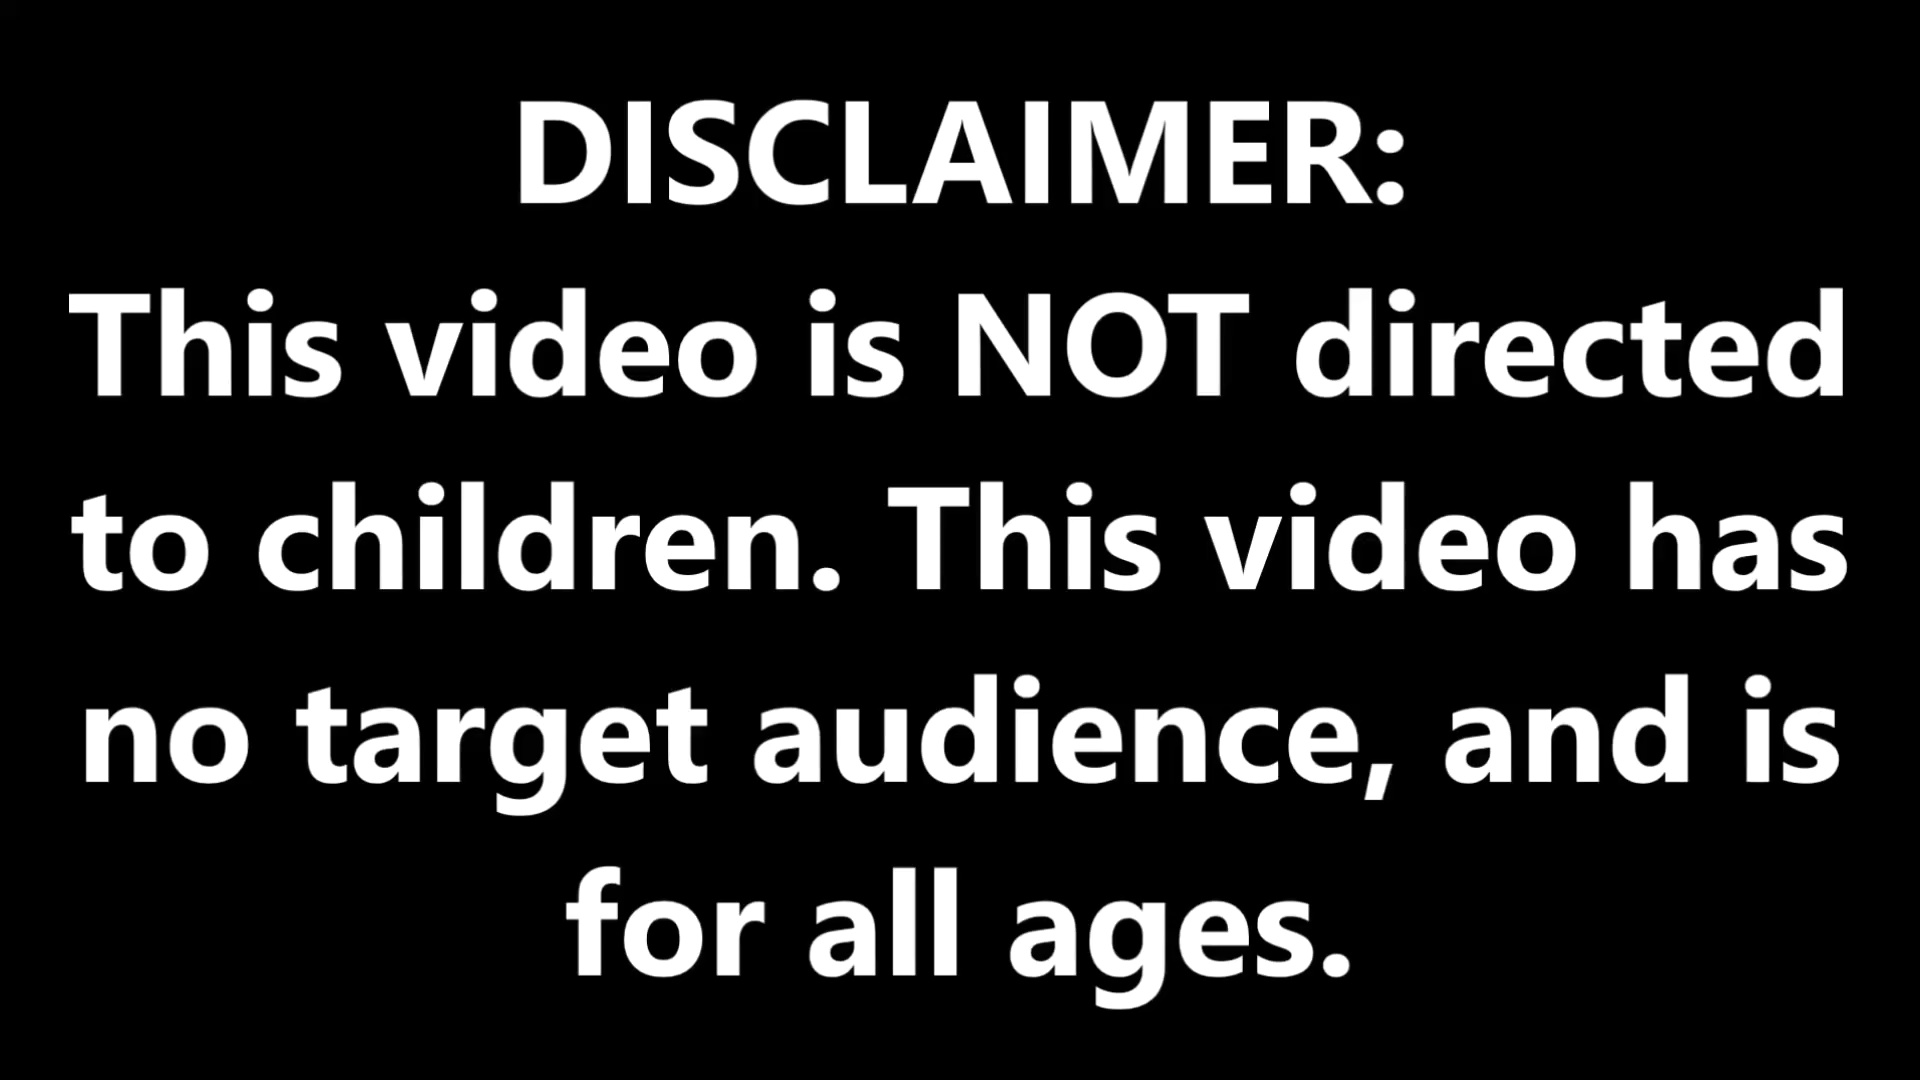 DISCLAIMER:
This video is NOT directed
to children. This video has
no target audience, and is
for all ages.